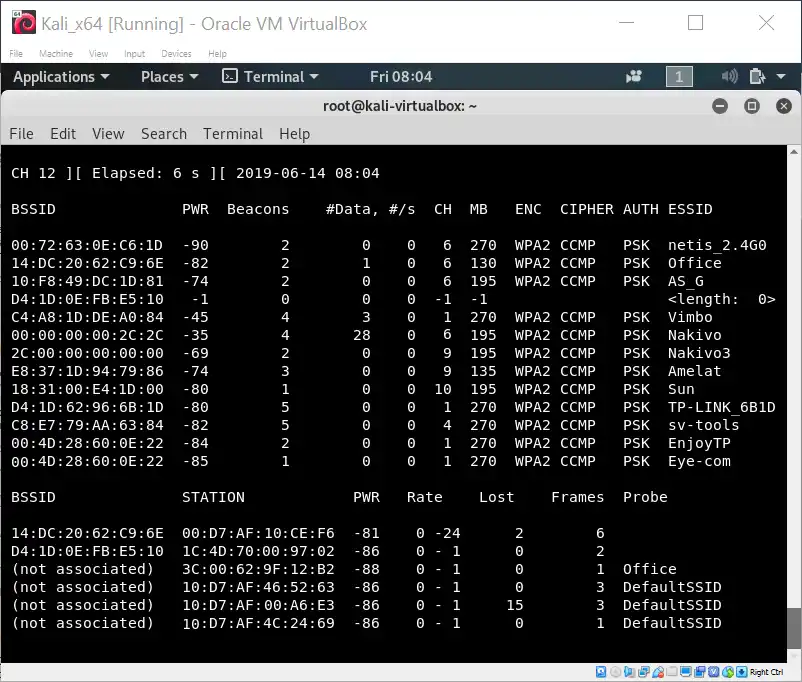 Kali_x64 [Running] - Oracle VM VirtualBox
File Machine View Input Devices Help
Applications Places Terminal Fri 08:04 1
root@kali-virtualbox: ~
File Edit View Search Terminal Help
CH 12 ][ Elapsed: 6 s ][ 2019-06-14 08:04
BSSID PWR Beacons #Data, #/s CH MB ENC CIPHER AUTH ESSID
00:72:63:0E:C6:1D -90 2 0 0 6 270 WPA2 CCMP PSK netis_2.4G0
14:DC:20:62:C9:6E -82 2 1 0 6 130 WPA2 CCMP PSK Office
10:F8:49:DC:1D:81 -74 2 0 0 6 195 WPA2 CCMP PSK AS_G
D4:1D:0E:FB:E5:10 -1 0 0 0 -1 -1 <length: 0>
C4:A8:1D:DE:A0:84 -45 4 3 0 1 270 WPA2 CCMP PSK Vimbo
00:00:00:00:2C:2C -35 4 28 0 6 195 WPA2 CCMP PSK Nakivo
2C:00:00:00:00:00 -69 2 0 0 9 195 WPA2 CCMP PSK Nakivo3
E8:37:1D:94:79:86 -74 3 0 0 9 135 WPA2 CCMP PSK Amelat
18:31:00:E4:1D:00 -80 1 0 0 10 195 WPA2 CCMP PSK Sun
D4:1D:62:96:6B:1D -80 5 0 0 1 270 WPA2 CCMP PSK TP-LINK_6B1D
C8:E7:79:AA:63:84 -82 5 0 0 4 270 WPA2 CCMP PSK sv-tools
00:4D:28:60:0E:22 -84 2 0 0 1 270 WPA2 CCMP PSK EnjoyTP
00:4D:28:60:0E:22 -85 1 0 0 1 270 WPA2 CCMP PSK Eye-com
BSSID STATION PWR Rate Lost Frames Probe
14:DC:20:62:C9:6E 00:D7:AF:10:CE:F6 -81 0 -24 2 6
D4:1D:0E:FB:E5:10 1C:4D:70:00:97:02 -86 0 - 1 0 2
(not associated) 3C:00:62:9F:12:B2 -88 0 - 1 0 1 Office
(not associated) 10:D7:AF:46:52:63 -86 0 - 1 0 3 DefaultSSID
(not associated) 10:D7:AF:00:A6:E3 -86 0 - 1 15 3 DefaultSSID
(not associated) 10:D7:AF:4C:24:69 -86 0 - 1 0 1 DefaultSSID
Right Ctrl